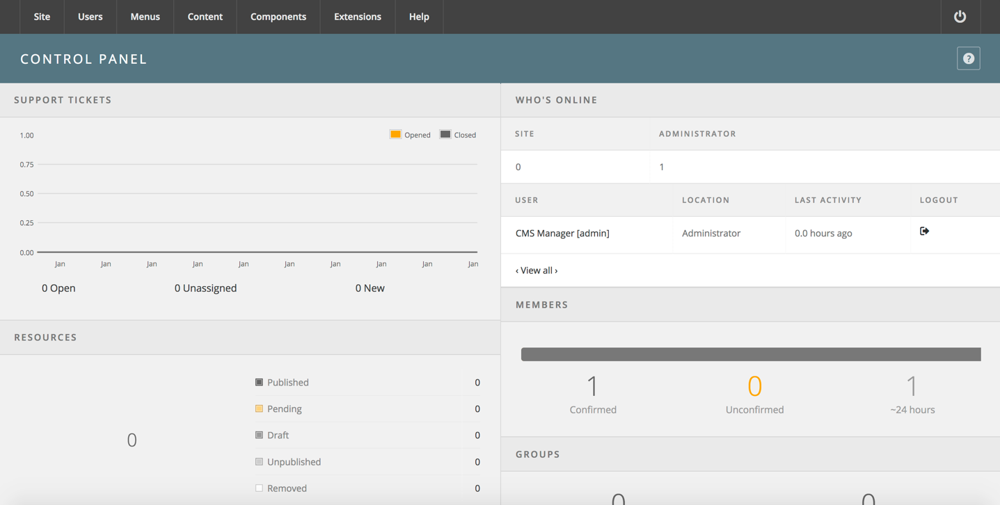 Site Users Menus Content Components Extensions Help
CONTROL PANEL
?
SUPPORT TICKETS
Opened Closed
1.00
0.75
0.50
0.25
0.00
Jan Jan Jan Jan Jan Jan Jan Jan Jan Jan
0 Open 0 Unassigned 0 New
RESOURCES
0
Published 0
Pending 0
Draft 0
Unpublished 0
Removed 0
WHO'S ONLINE
SITE ADMINISTRATOR
0 1
USER LOCATION LAST ACTIVITY LOGOUT
CMS Manager [admin] Administrator 0.0 hours ago
‹ View all ›
MEMBERS
1 0 1
Confirmed Unconfirmed ~24 hours
GROUPS
0 0